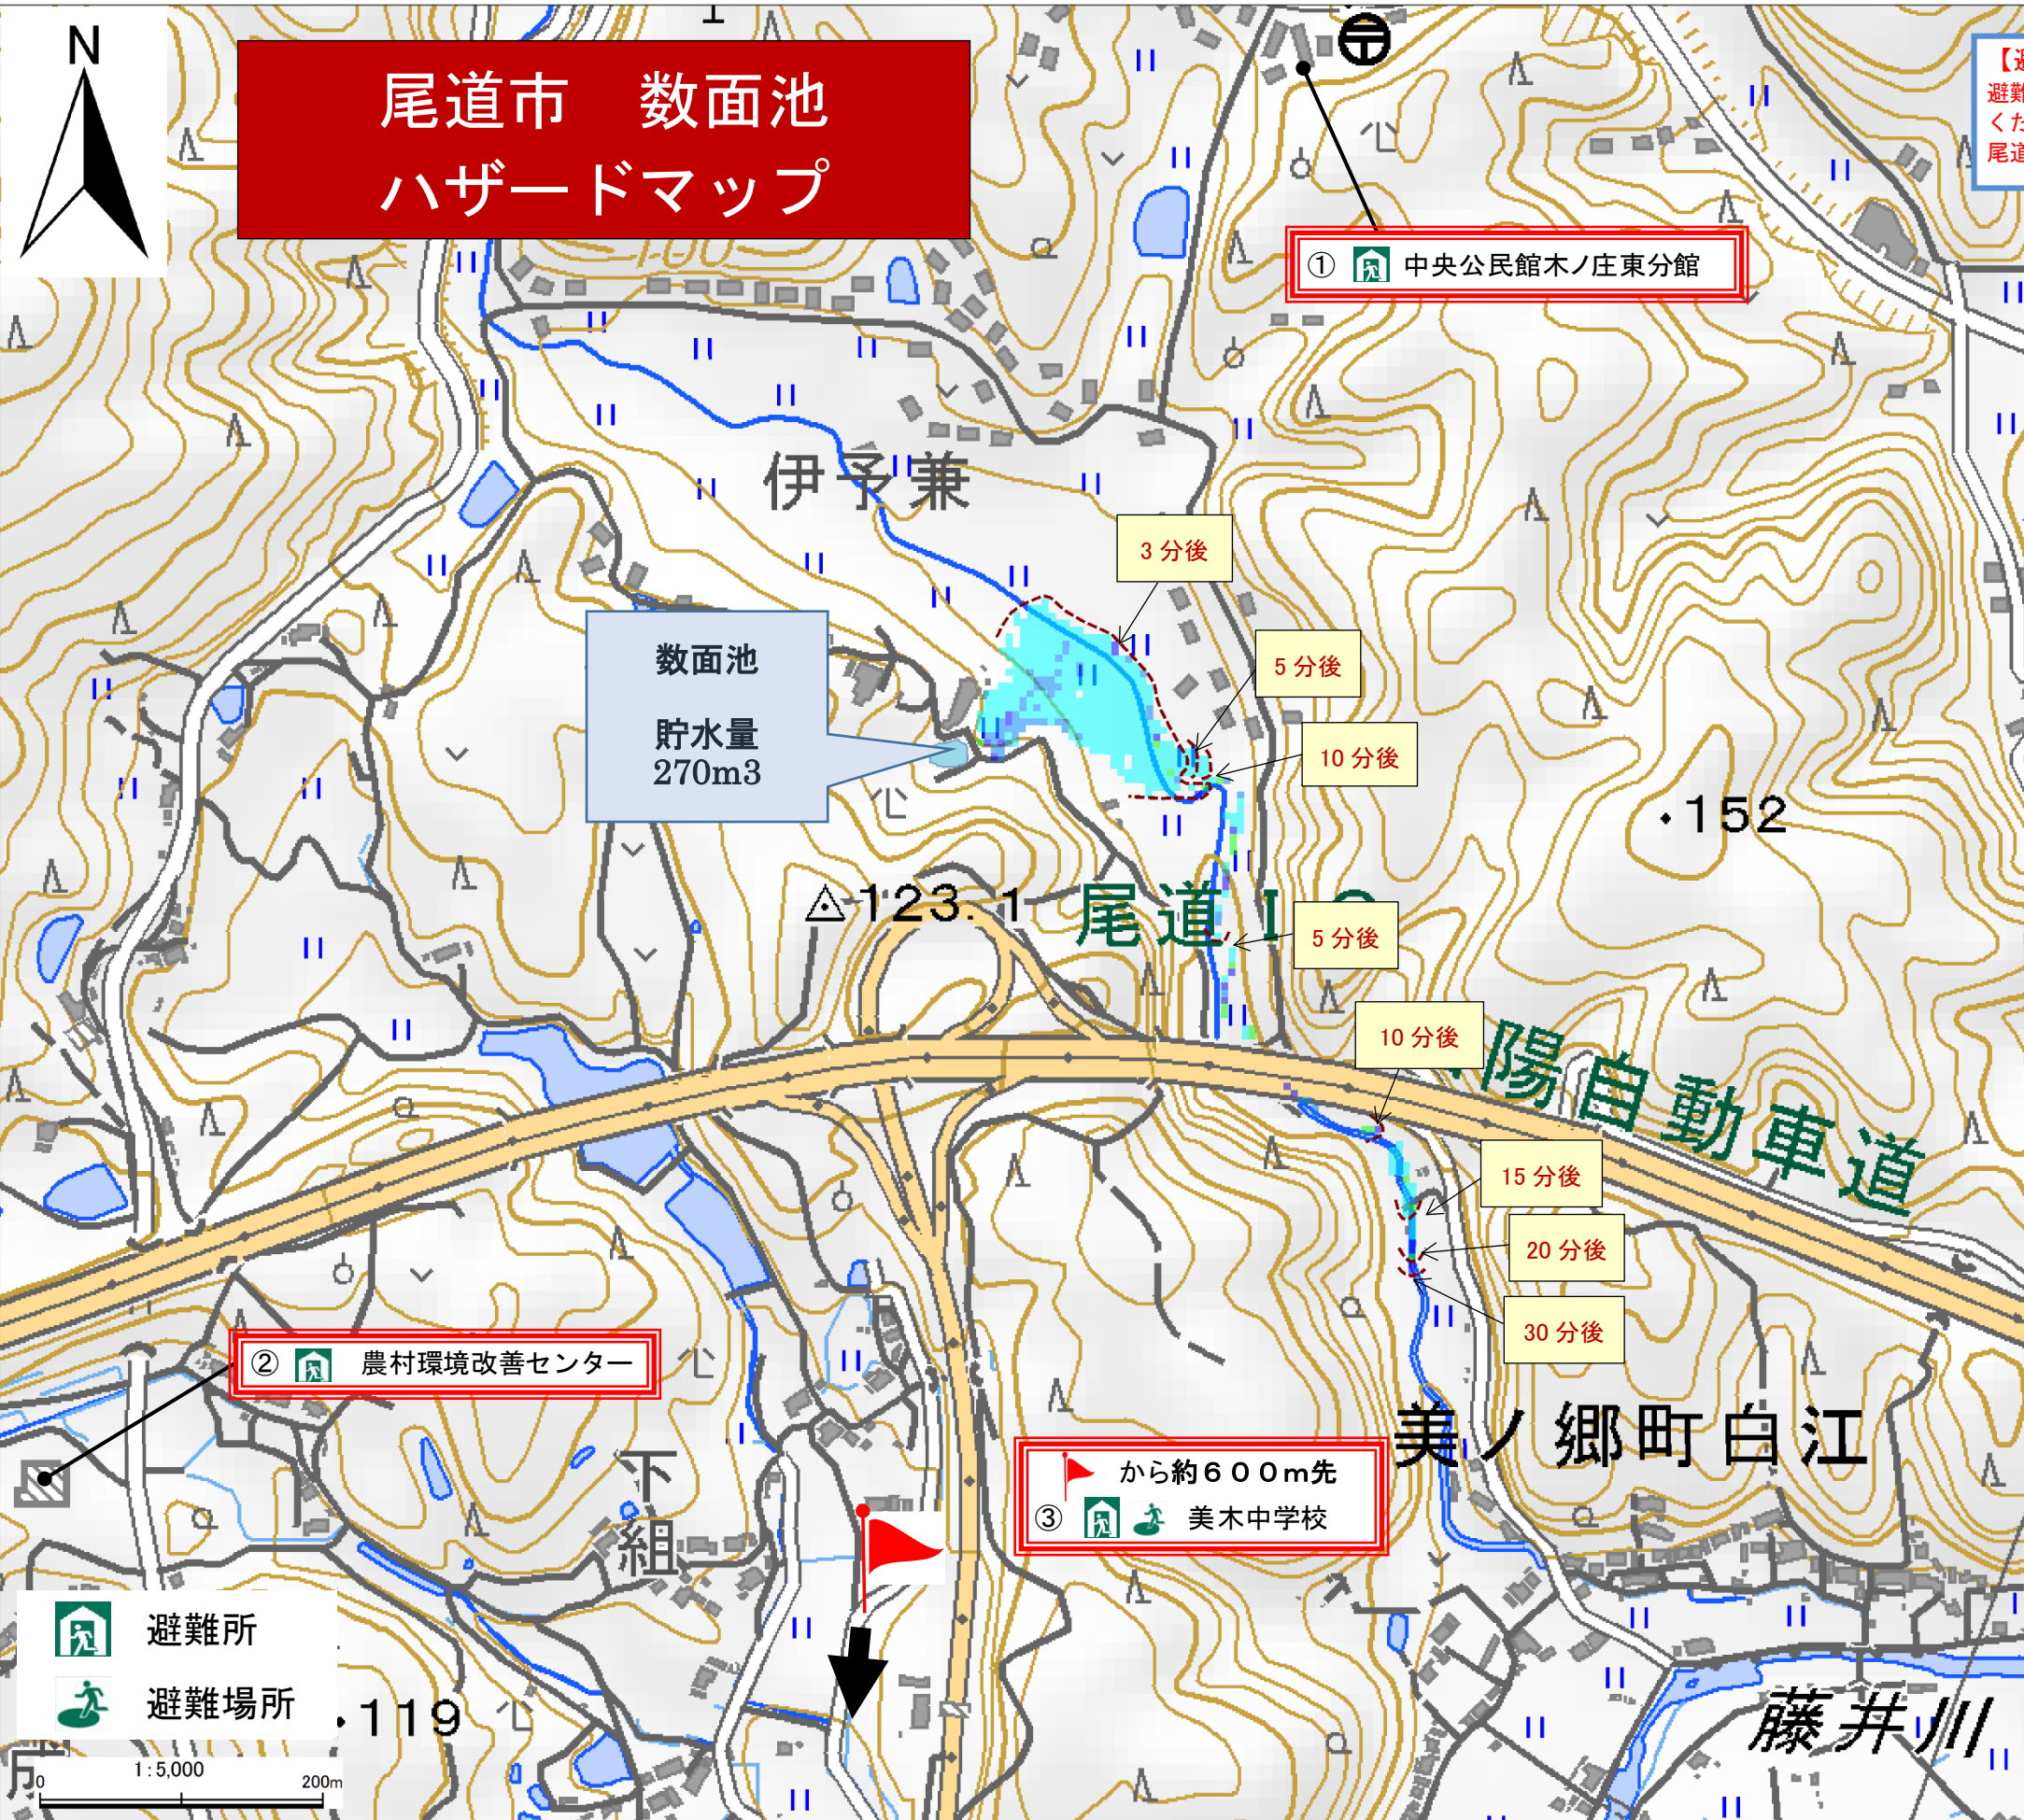 N
尾道市　数面池
ハザードマップ
避難
くだ
尾道
① 中央公民館木ノ庄東分館
伊予兼
3 分後
5 分後
10 分後
数面池
貯水量
270m3
152
123.1
尾道 I
5 分後
10 分後
陽自動車道
15 分後
20 分後
30 分後
② 農村環境改善センター
美ノ郷町白江
から約６００ｍ先
③ 美木中学校
下組
避難所
避難場所
119
藤井川
1:5,000
0 200m